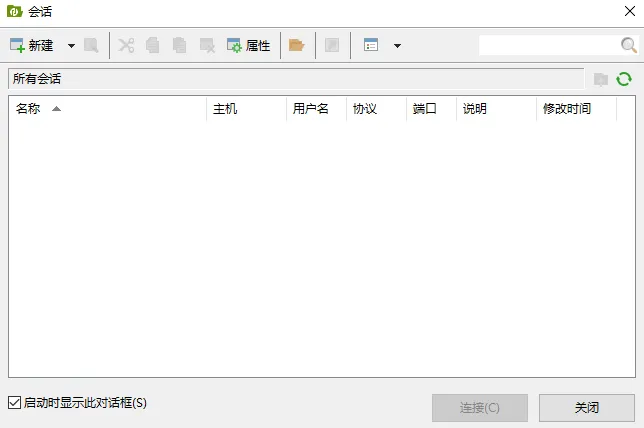 会话
新建 属性
所有会话
名称 主机 用户名 协议 端口 说明 修改时间
启动时显示此对话框(S)
连接(C) 关闭